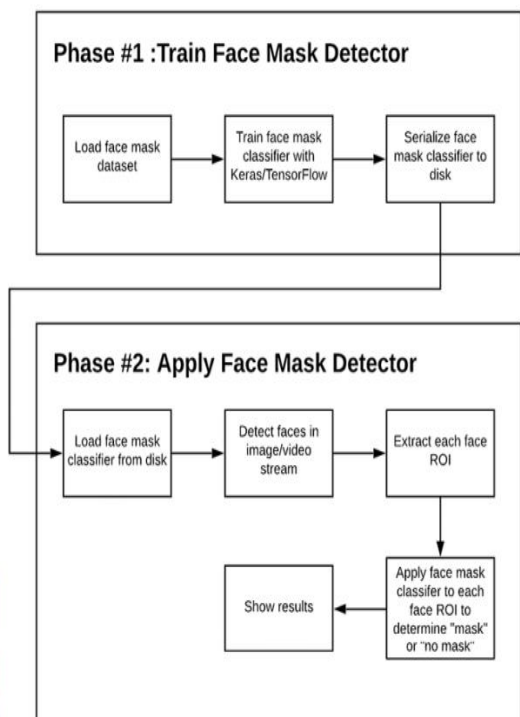 Phase #1 :Train Face Mask Detector
Load face mask
dataset
Train face mask
classifier with
Keras/TensorFlow
Serialize face
mask classifier to
disk
Phase #2: Apply Face Mask Detector
Load face mask
classifier from disk
Detect faces in
image/video
stream
Extract each face
ROI
Apply face mask
classifer to each
face ROI to
determine "mask"
or "no mask"
Show results